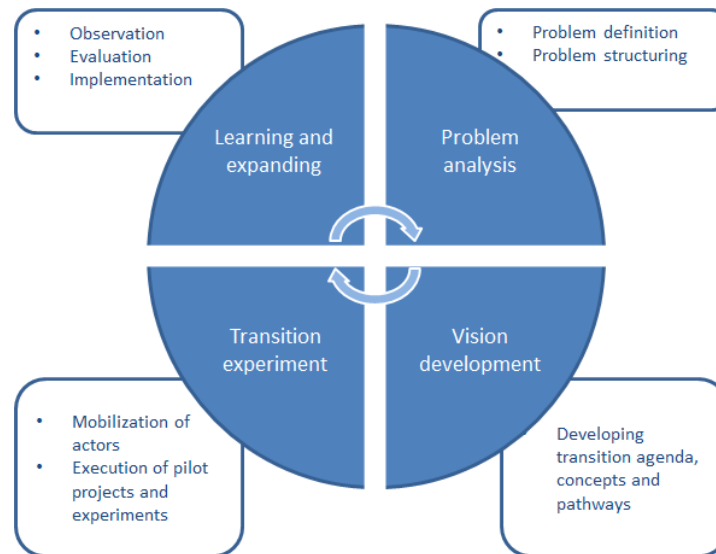 • Observation
• Evaluation
• Implementation
• Problem definition
• Problem structuring
Learning and
expanding
Problem
analysis
Transition
experiment
Vision
development
• Mobilization of
actors
• Execution of pilot
projects and
experiments
• Developing
transition agenda,
concepts and
pathways